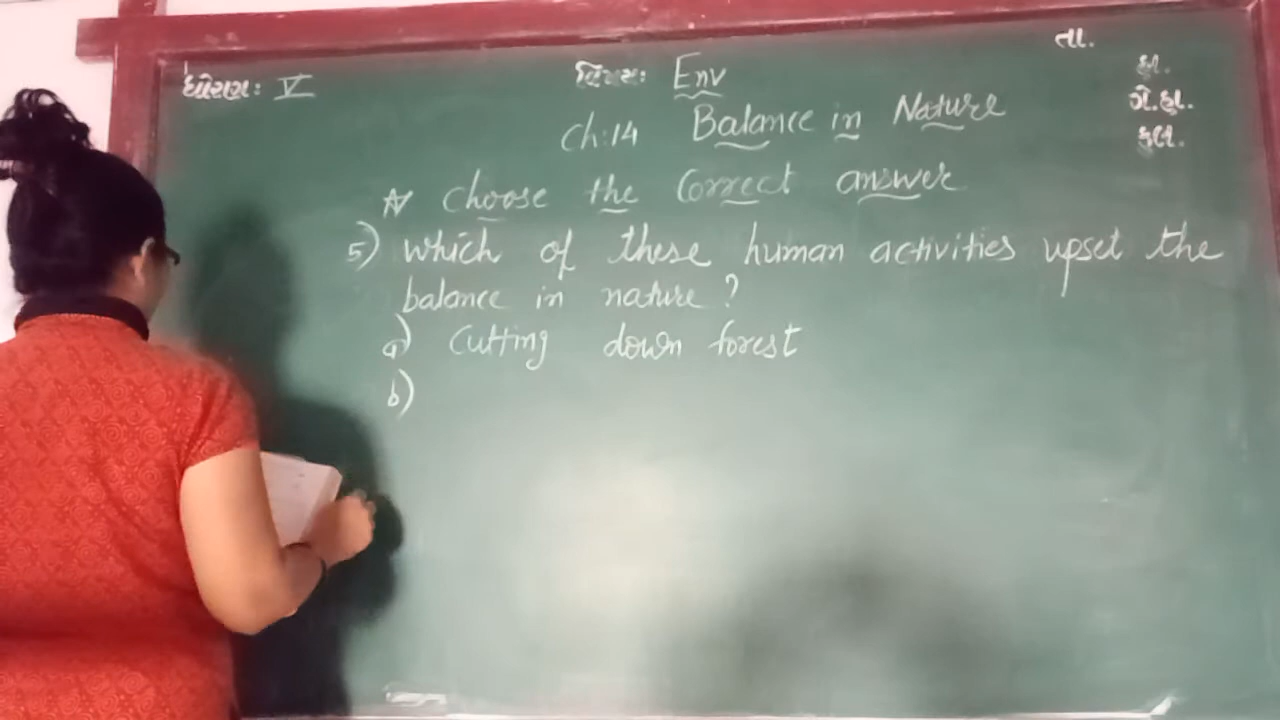 તા.
ધોરણ: V વિષય: Env હા.
Ch:14 Balance in Nature ગે.હા.
કુલ.
☆ Choose the Correct answer
5) which of these human activities upset the
balance in nature?
a) Cutting down forest
b)